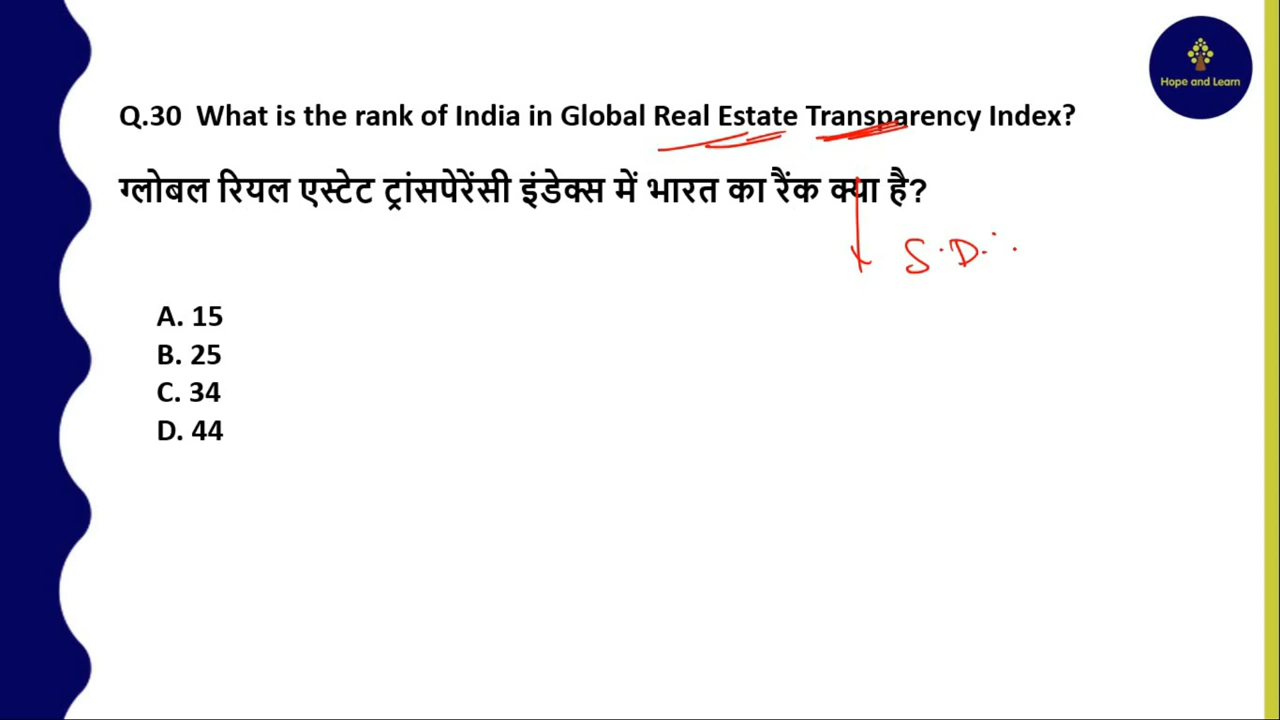 Hope and Learn
Q.30 What is the rank of India in Global Real Estate Transparency Index?
ग्लोबल रियल एस्टेट ट्रांसपेरेंसी इंडेक्स में भारत का रैंक क्या है?
S.D.
A. 15
B. 25
C. 34
D. 44